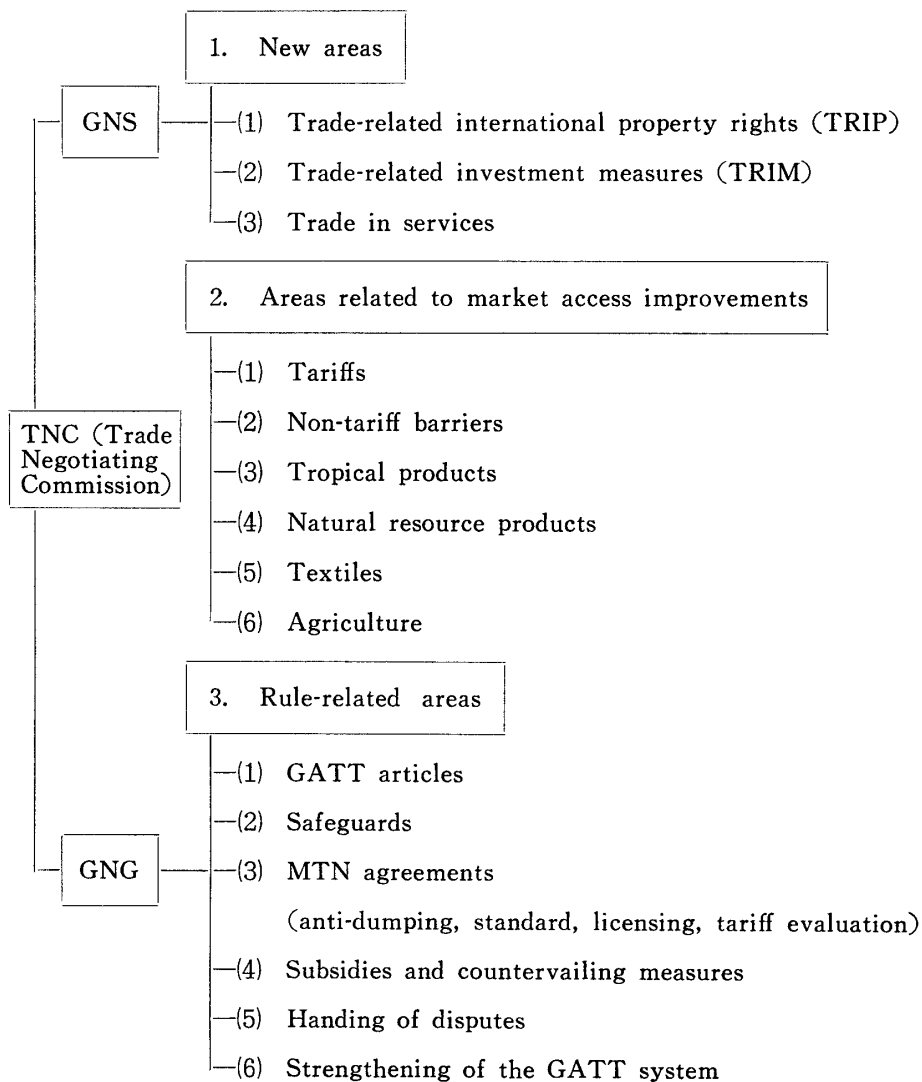 1. New areas
GNS
(1) Trade-related international property rights (TRIP)
(2) Trade-related investment measures (TRIM)
(3) Trade in services
2. Areas related to market access improvements
(1) Tariffs
(2) Non-tariff barriers
TNC (Trade
Negotiating
Commission)
(3) Tropical products
(4) Natural resource products
(5) Textiles
(6) Agriculture
3. Rule-related areas
(1) GATT articles
(2) Safeguards
GNG
(3) MTN agreements
(anti-dumping, standard, licensing, tariff evaluation)
(4) Subsidies and countervailing measures
(5) Handing of disputes
(6) Strengthening of the GATT system